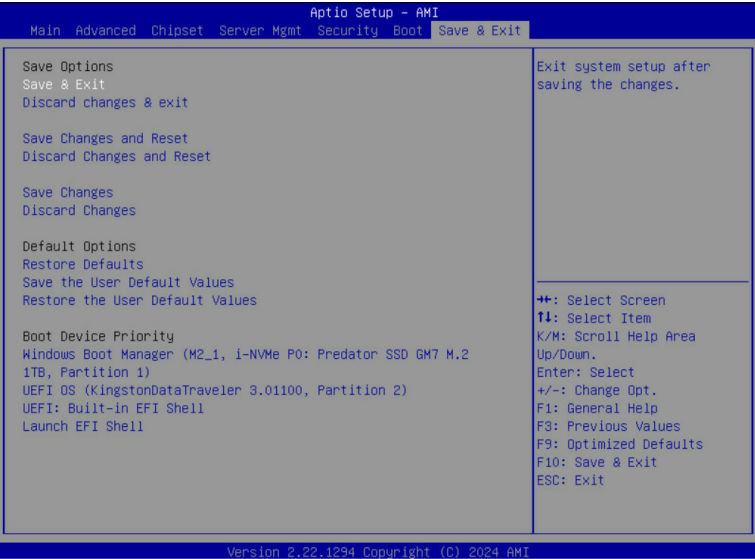 Aptio Setup - AMI
Main Advanced Chipset Server Mgmt Security Boot Save & Exit
Save Options
Save & Exit
Discard changes & exit
Save Changes and Reset
Discard Changes and Reset
Save Changes
Discard Changes
Default Options
Restore Defaults
Save the User Default Values
Restore the User Default Values
Boot Device Priority
Windows Boot Manager (M2_1, i-NVMe P0: Predator SSD GM7 M.2
1TB, Partition 1)
UEFI OS (KingstonDataTraveler 3.01100, Partition 2)
UEFI: Built-in EFI Shell
Launch EFI Shell
Exit system setup after
saving the changes.
→←: Select Screen
↑↓: Select Item
K/M: Scroll Help Area
Up/Down.
Enter: Select
+/-: Change Opt.
F1: General Help
F3: Previous Values
F9: Optimized Defaults
F10: Save & Exit
ESC: Exit
Version 2.22.1294 Copyright (C) 2024 AMI